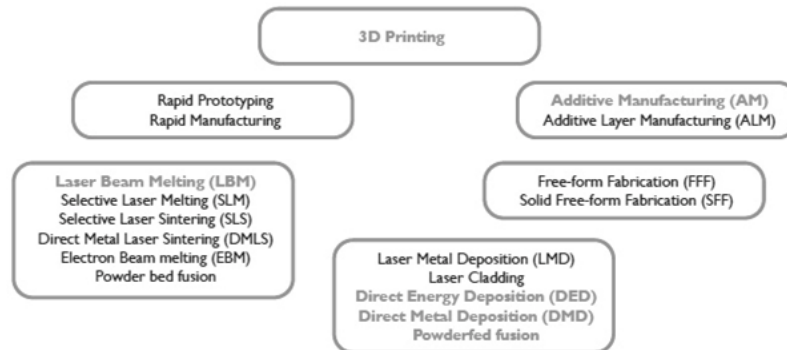 3D Printing
Rapid Prototyping
Rapid Manufacturing
Additive Manufacturing (AM)
Additive Layer Manufacturing (ALM)
Laser Beam Melting (LBM)
Selective Laser Melting (SLM)
Selective Laser Sintering (SLS)
Direct Metal Laser Sintering (DMLS)
Electron Beam melting (EBM)
Powder bed fusion
Free-form Fabrication (FFF)
Solid Free-form Fabrication (SFF)
Laser Metal Deposition (LMD)
Laser Cladding
Direct Energy Deposition (DED)
Direct Metal Deposition (DMD)
Powderfed fusion